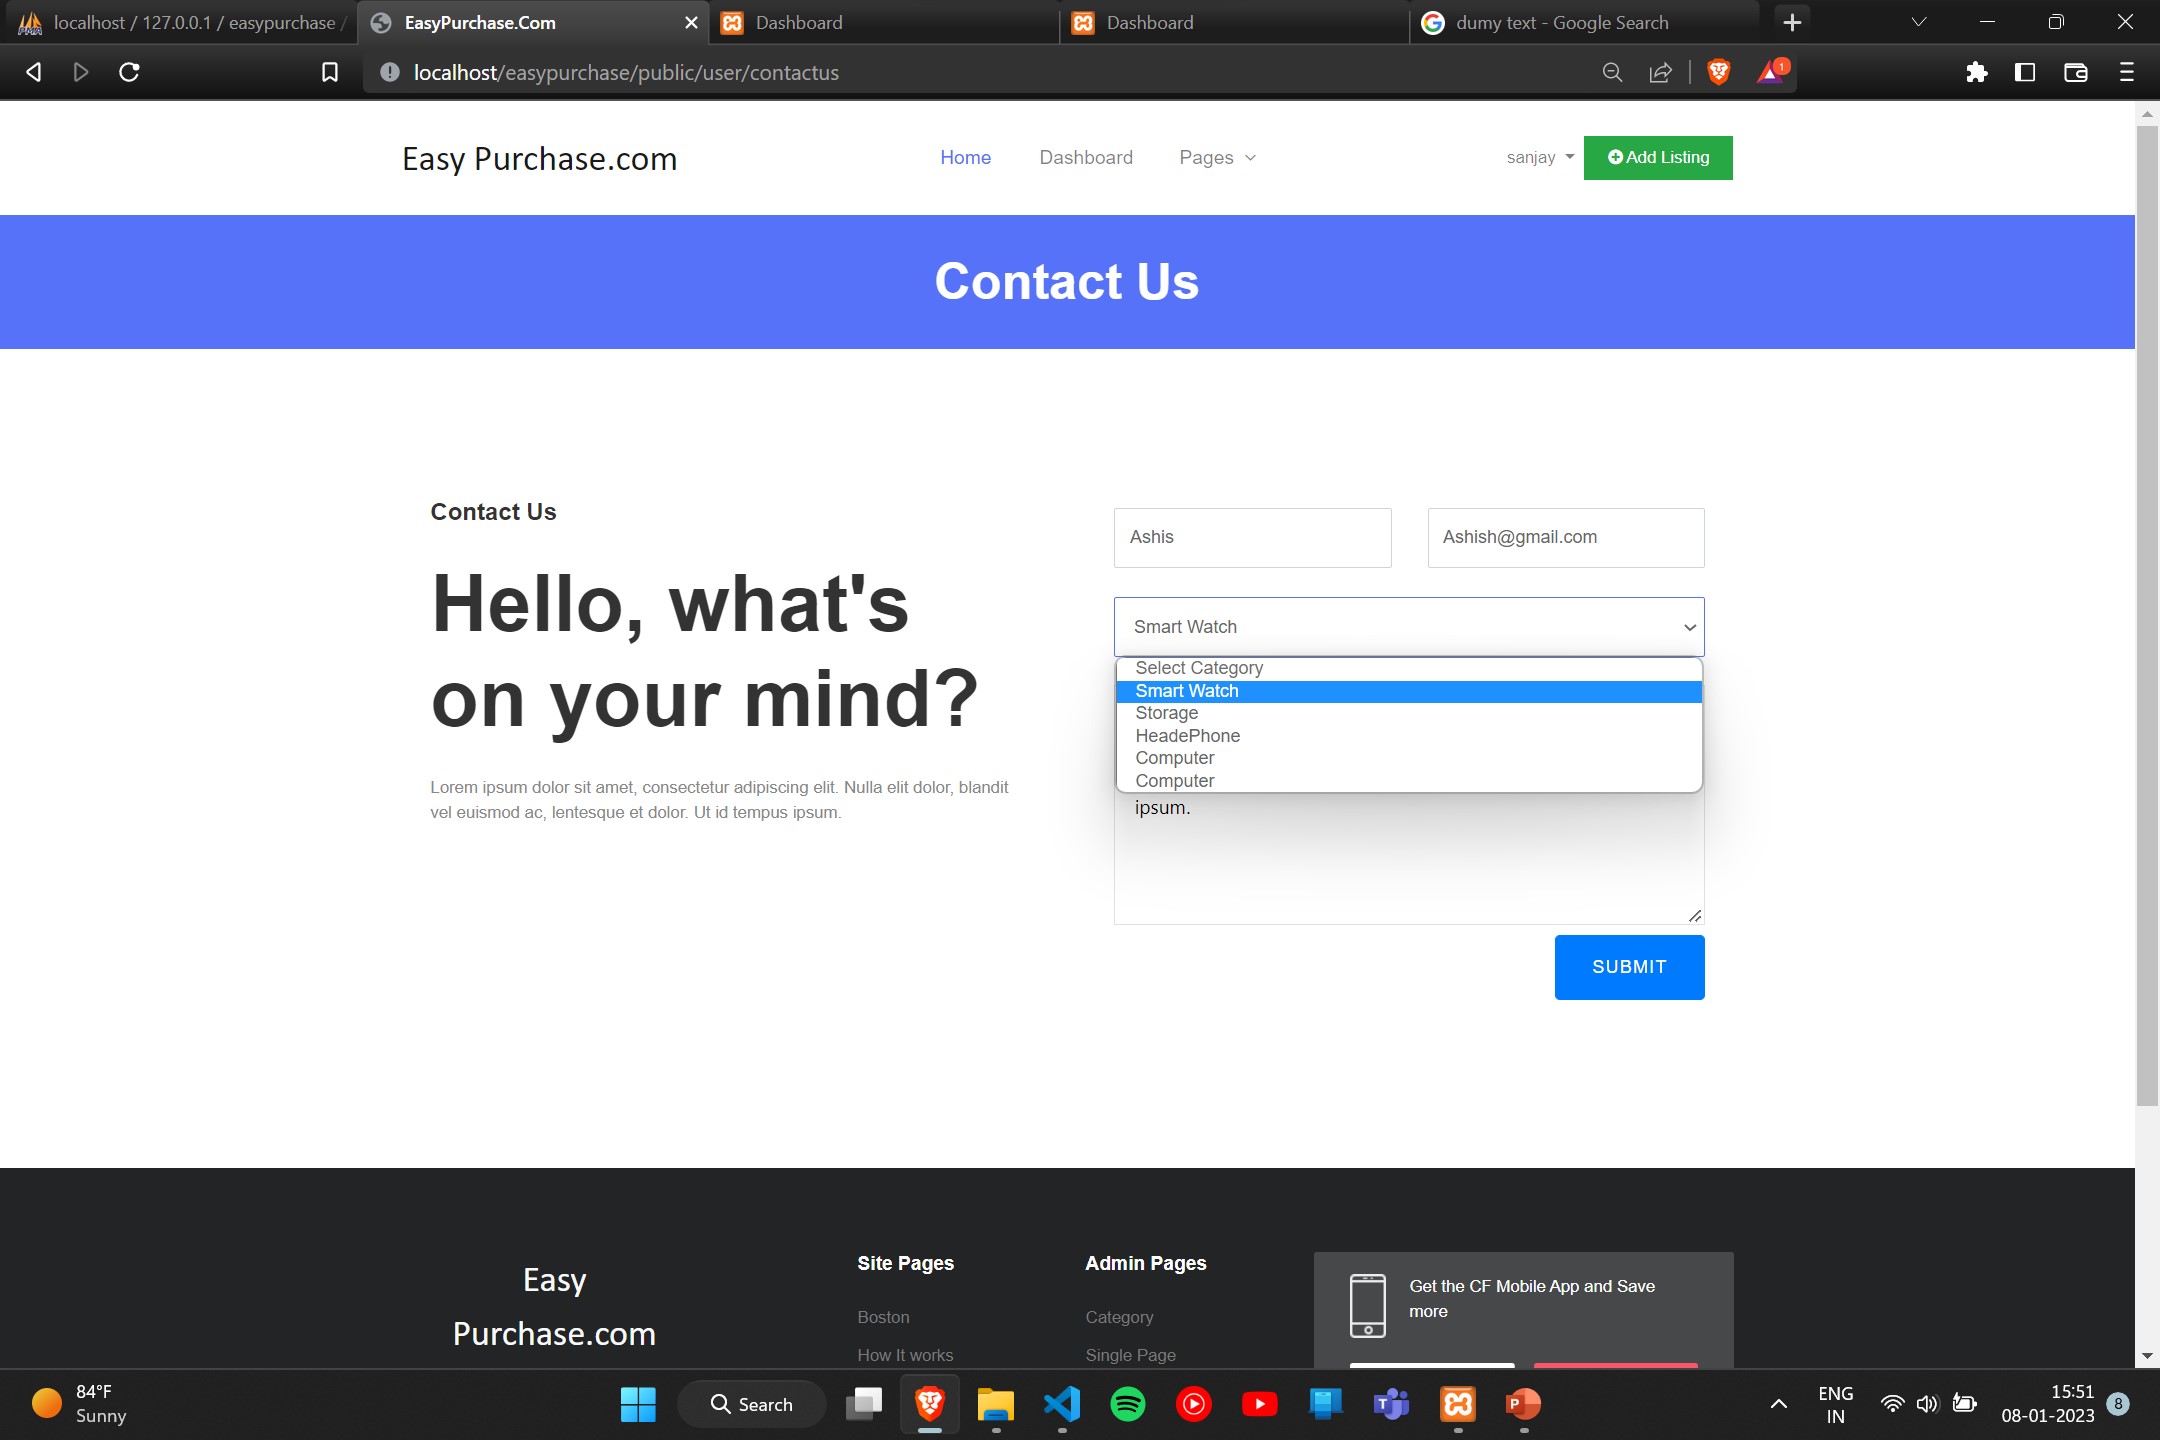 localhost / 127.0.0.1 / easypurchase /
EasyPurchase.Com
Dashboard
Dashboard
dumy text - Google Search
localhost/easypurchase/public/user/contactus
1
Easy Purchase.com
Home
Dashboard
Pages
sanjay
Add Listing
Contact Us
Contact Us
Hello, what's
on your mind?
Lorem ipsum dolor sit amet, consectetur adipiscing elit. Nulla elit dolor, blandit
vel euismod ac, lentesque et dolor. Ut id tempus ipsum.
Ashis
Ashish@gmail.com
Smart Watch
Select Category
Smart Watch
Storage
HeadePhone
Computer
Computer
ipsum.
SUBMIT
Easy
Purchase.com
Site Pages
Boston
How It works
Admin Pages
Category
Single Page
Get the CF Mobile App and Save
more
84°F
Sunny
Search
ENG
IN
15:51
08-01-2023
8